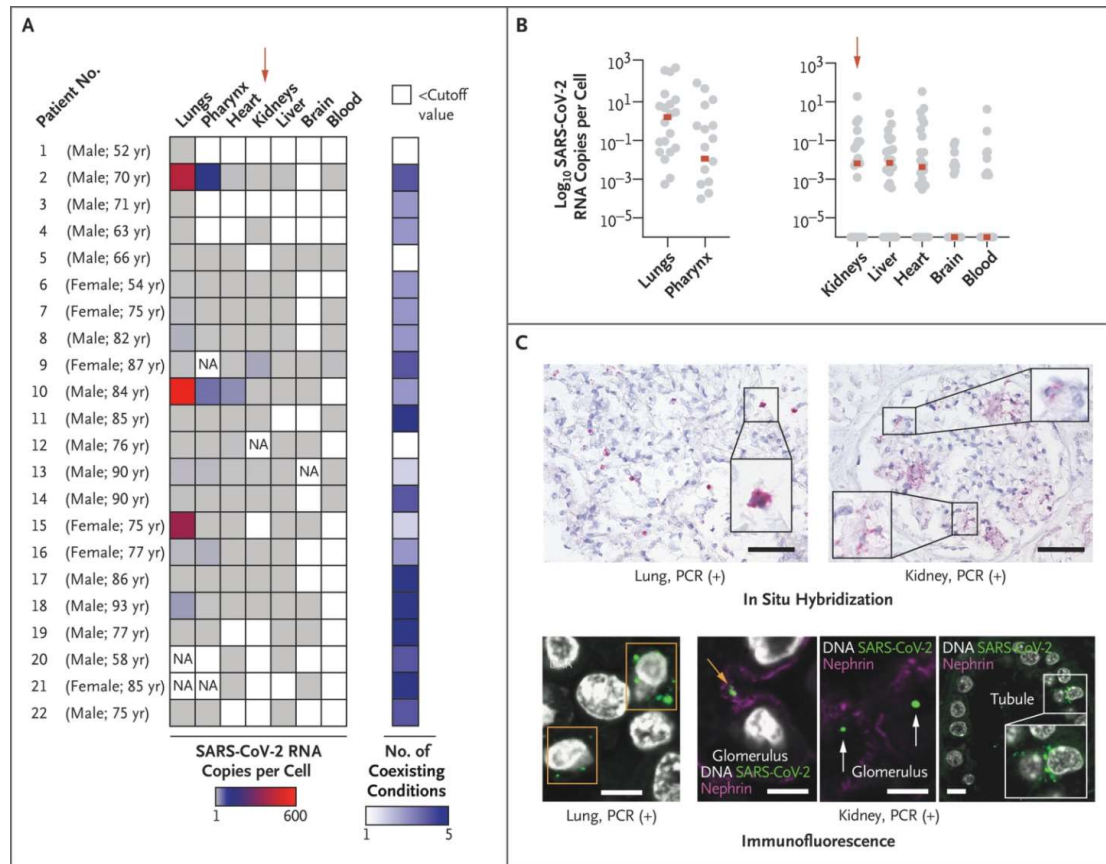 A
Patient No.
Lungs
Pharynx
Heart
Kidneys
Liver
Brain
Blood
<Cutoff
value
1 (Male; 52 yr)
2 (Male; 70 yr)
3 (Male; 71 yr)
4 (Male; 63 yr)
5 (Male; 66 yr)
6 (Female; 54 yr)
7 (Female; 75 yr)
8 (Male; 82 yr)
9 (Female; 87 yr) NA
10 (Male; 84 yr)
11 (Male; 85 yr)
12 (Male; 76 yr) NA
13 (Male; 90 yr) NA
14 (Male; 90 yr)
15 (Female; 75 yr)
16 (Female; 77 yr)
17 (Male; 86 yr)
18 (Male; 93 yr)
19 (Male; 77 yr)
20 (Male; 58 yr) NA
21 (Female; 85 yr) NA NA
22 (Male; 75 yr)
SARS-CoV-2 RNA
Copies per Cell
1 600
No. of
Coexisting
Conditions
1 5
B
Log₁₀ SARS-CoV-2
RNA Copies per Cell
10³
10¹
10⁻¹
10⁻³
10⁻⁵
Lungs
Pharynx
10³
10¹
10⁻¹
10⁻³
10⁻⁵
Kidneys
Liver
Heart
Brain
Blood
C
Lung, PCR (+)
Kidney, PCR (+)
In Situ Hybridization
Glomerulus
DNA SARS-CoV-2
Nephrin
DNA SARS-CoV-2
Nephrin
Glomerulus
DNA SARS-CoV-2
Nephrin
Tubule
Lung, PCR (+)
Kidney, PCR (+)
Immunofluorescence